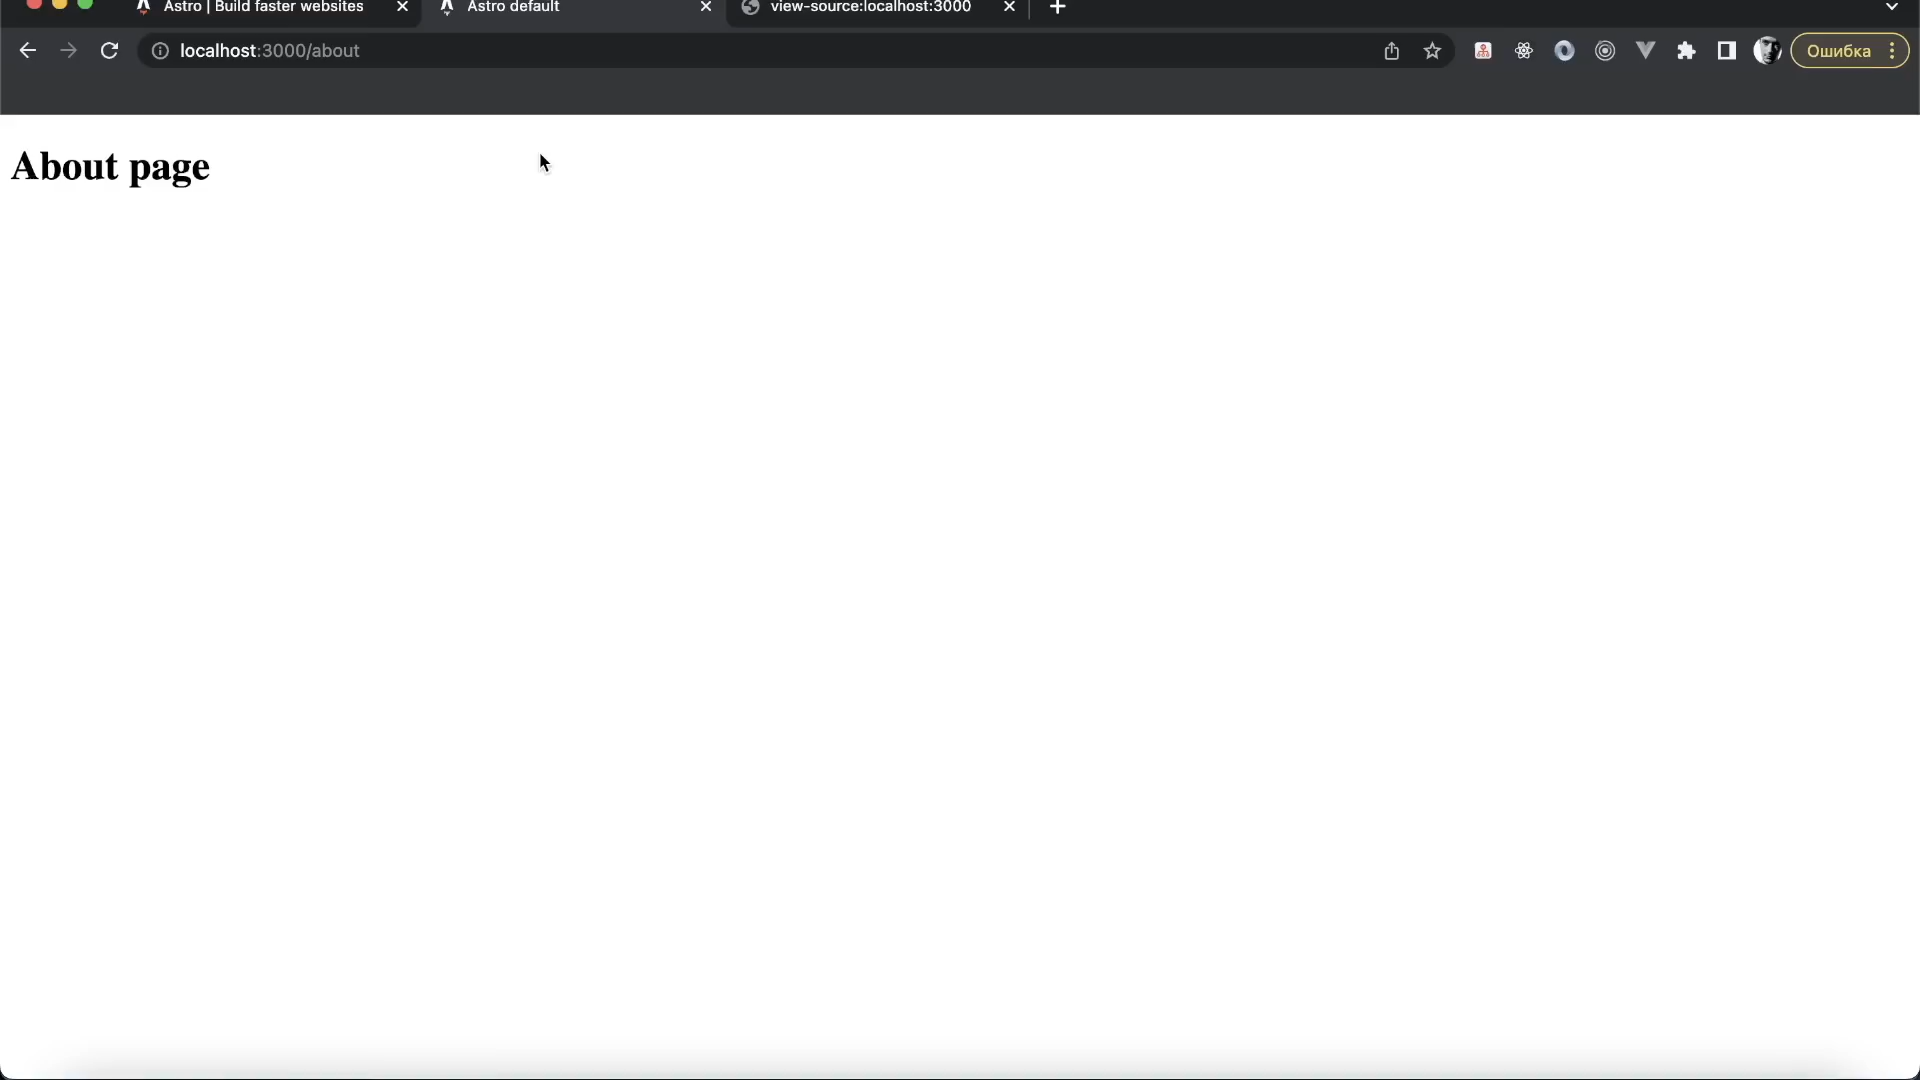 Astro | Build faster websites
Astro default
view-source:localhost:3000
localhost:3000/about
Ошибка
About page